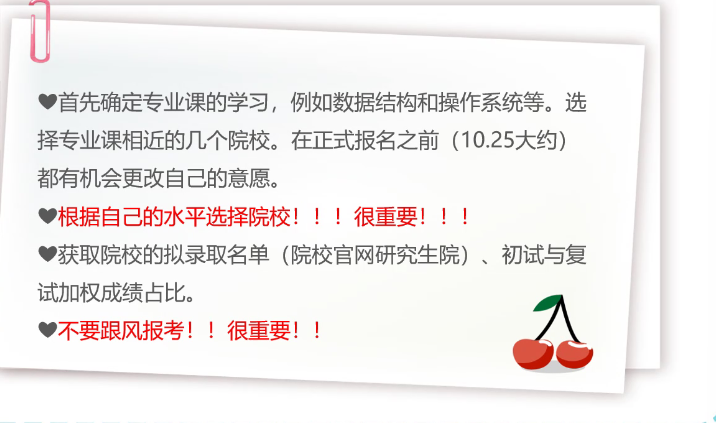 ♥首先确定专业课的学习，例如数据结构和操作系统等。选
择专业课相近的几个院校。在正式报名之前（10.25大约）
都有机会更改自己的意愿。
♥根据自己的水平选择院校！！！很重要！！！
♥获取院校的拟录取名单（院校官网研究生院）、初试与复
试加权成绩占比。
♥不要跟风报考！！很重要！！